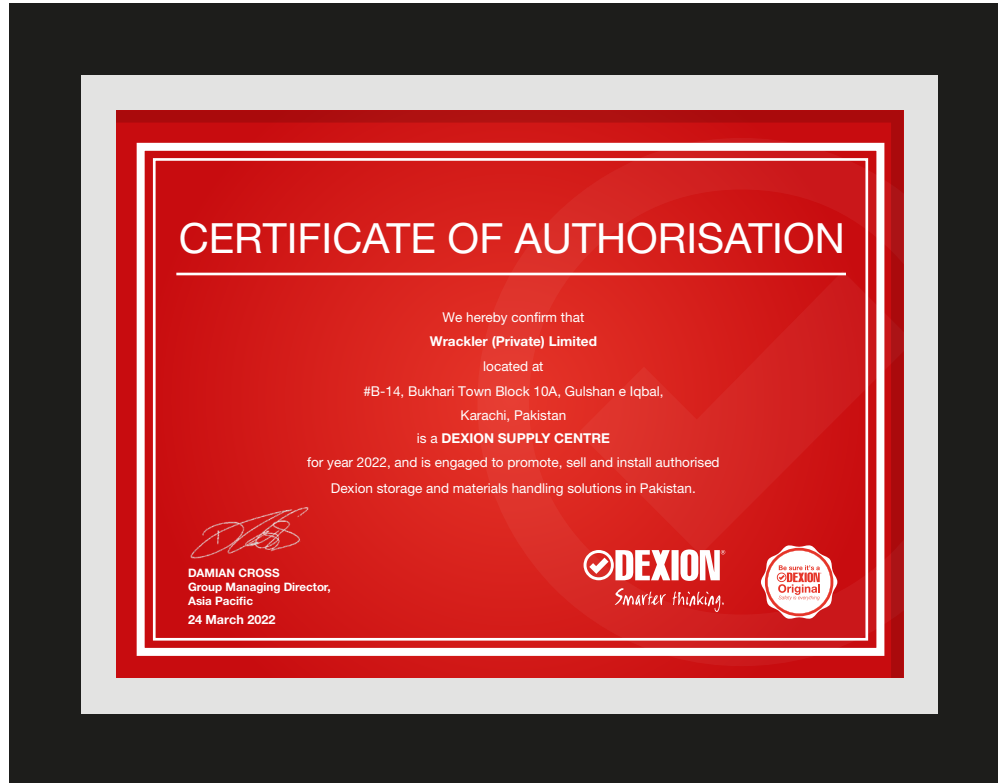 CERTIFICATE OF AUTHORISATION
We hereby confirm that
Wrackler (Private) Limited
located at
#B-14, Bukhari Town Block 10A, Gulshan e Iqbal,
Karachi, Pakistan
is a DEXION SUPPLY CENTRE
for year 2022, and is engaged to promote, sell and install authorised
Dexion storage and materials handling solutions in Pakistan.
DAMIAN CROSS
Group Managing Director,
Asia Pacific
24 March 2022
DEXION®
Smarter thinking.
Be sure it's a
DEXION
Original
Safety is everything